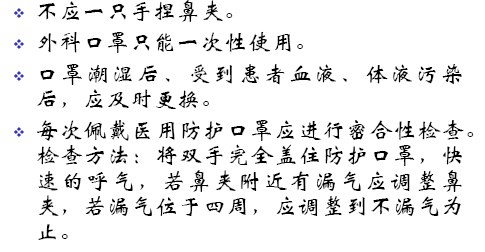 ❖ 不应一只手捏鼻夹。
❖ 外科口罩只能一次性使用。
❖ 口罩潮湿后、受到患者血液、体液污染
后，应及时更换。
❖ 每次佩戴医用防护口罩应进行密合性检查。
检查方法：将双手完全盖住防护口罩，快
速的呼气，若鼻夹附近有漏气应调整鼻
夹，若漏气位于四周，应调整到不漏气为
止。